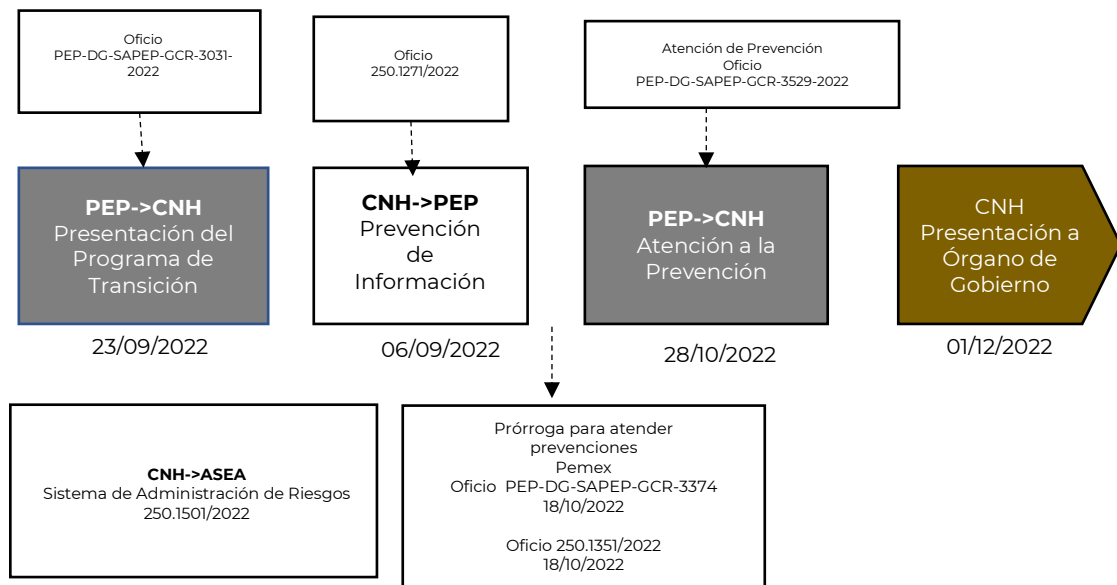 Oficio
PEP-DG-SAPEP-GCR-3031-
2022
Oficio
250.1271/2022
Atención de Prevención
Oficio
PEP-DG-SAPEP-GCR-3529-2022
PEP->CNH
Presentación del
Programa de
Transición
CNH->PEP
Prevención
de
Información
PEP->CNH
Atención a la
Prevención
CNH
Presentación a
Órgano de
Gobierno
23/09/2022
06/09/2022
28/10/2022
01/12/2022
CNH->ASEA
Sistema de Administración de Riesgos
250.1501/2022
Prórroga para atender
prevenciones
Pemex
Oficio PEP-DG-SAPEP-GCR-3374
18/10/2022
Oficio 250.1351/2022
18/10/2022